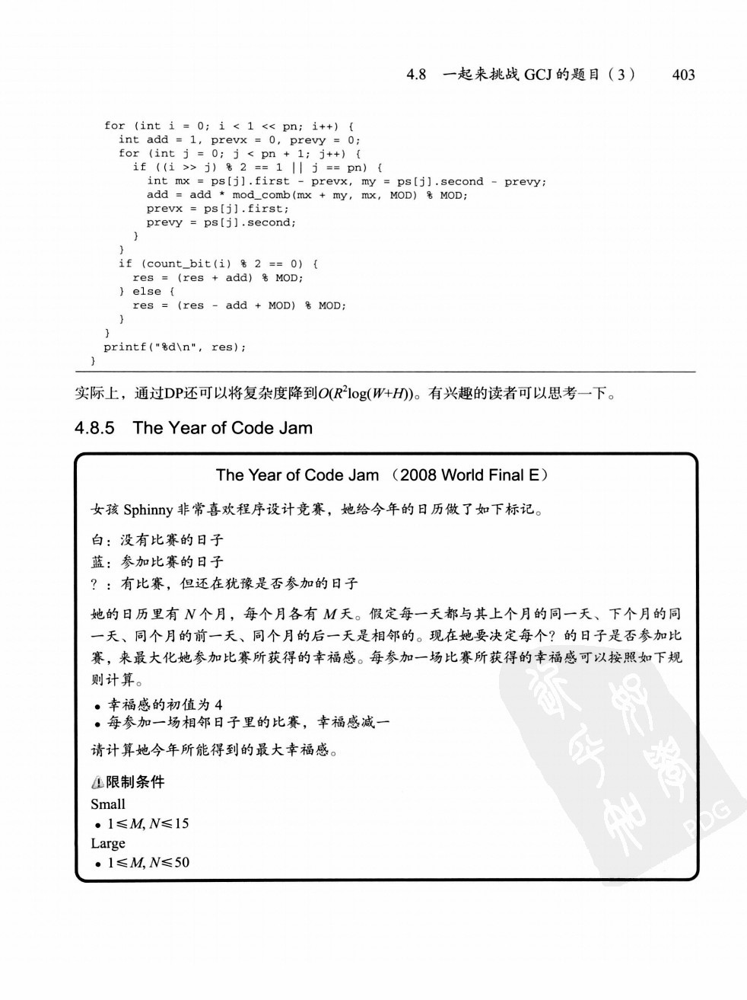 4.8 一起来挑战 GCJ 的题目(3) 403
for (int i = 0; i < 1 << pn; i++) {
int add = 1, prevx = 0, prevy = 0;
for (int j = 0; j < pn + 1; j++) {
if ((i >> j) % 2 == 1 || j == pn) {
int mx = ps[j].first - prevx, my = ps[j].second - prevy;
add = add * mod_comb(mx + my, mx, MOD) % MOD;
prevx = ps[j].first;
prevy = ps[j].second;
}
}
if (count_bit(i) % 2 == 0) {
res = (res + add) % MOD;
} else {
res = (res - add + MOD) % MOD;
}
}
printf("%d\n", res);
}
实际上，通过DP还可以将复杂度降到O(R²log(W+H))。有兴趣的读者可以思考一下。
4.8.5 The Year of Code Jam
The Year of Code Jam （2008 World Final E）
女孩 Sphinny 非常喜欢程序设计竞赛，她给今年的日历做了如下标记。
白：没有比赛的日子
蓝：参加比赛的日子
？：有比赛，但还在犹豫是否参加的日子
她的日历里有 N 个月，每个月各有 M 天。假定每一天都与其上个月的同一天、下个月的同
一天、同个月的前一天、同个月的后一天是相邻的。现在她要决定每个？的日子是否参加比
赛，来最大化她参加比赛所获得的幸福感。每参加一场比赛所获得的幸福感可以按照如下规
则计算。
• 幸福感的初值为 4
• 每参加一场相邻日子里的比赛，幸福感减一
请计算她今年所能得到的最大幸福感。
限制条件
Small
• 1≤M, N≤15
Large
• 1≤M, N≤50
PDG